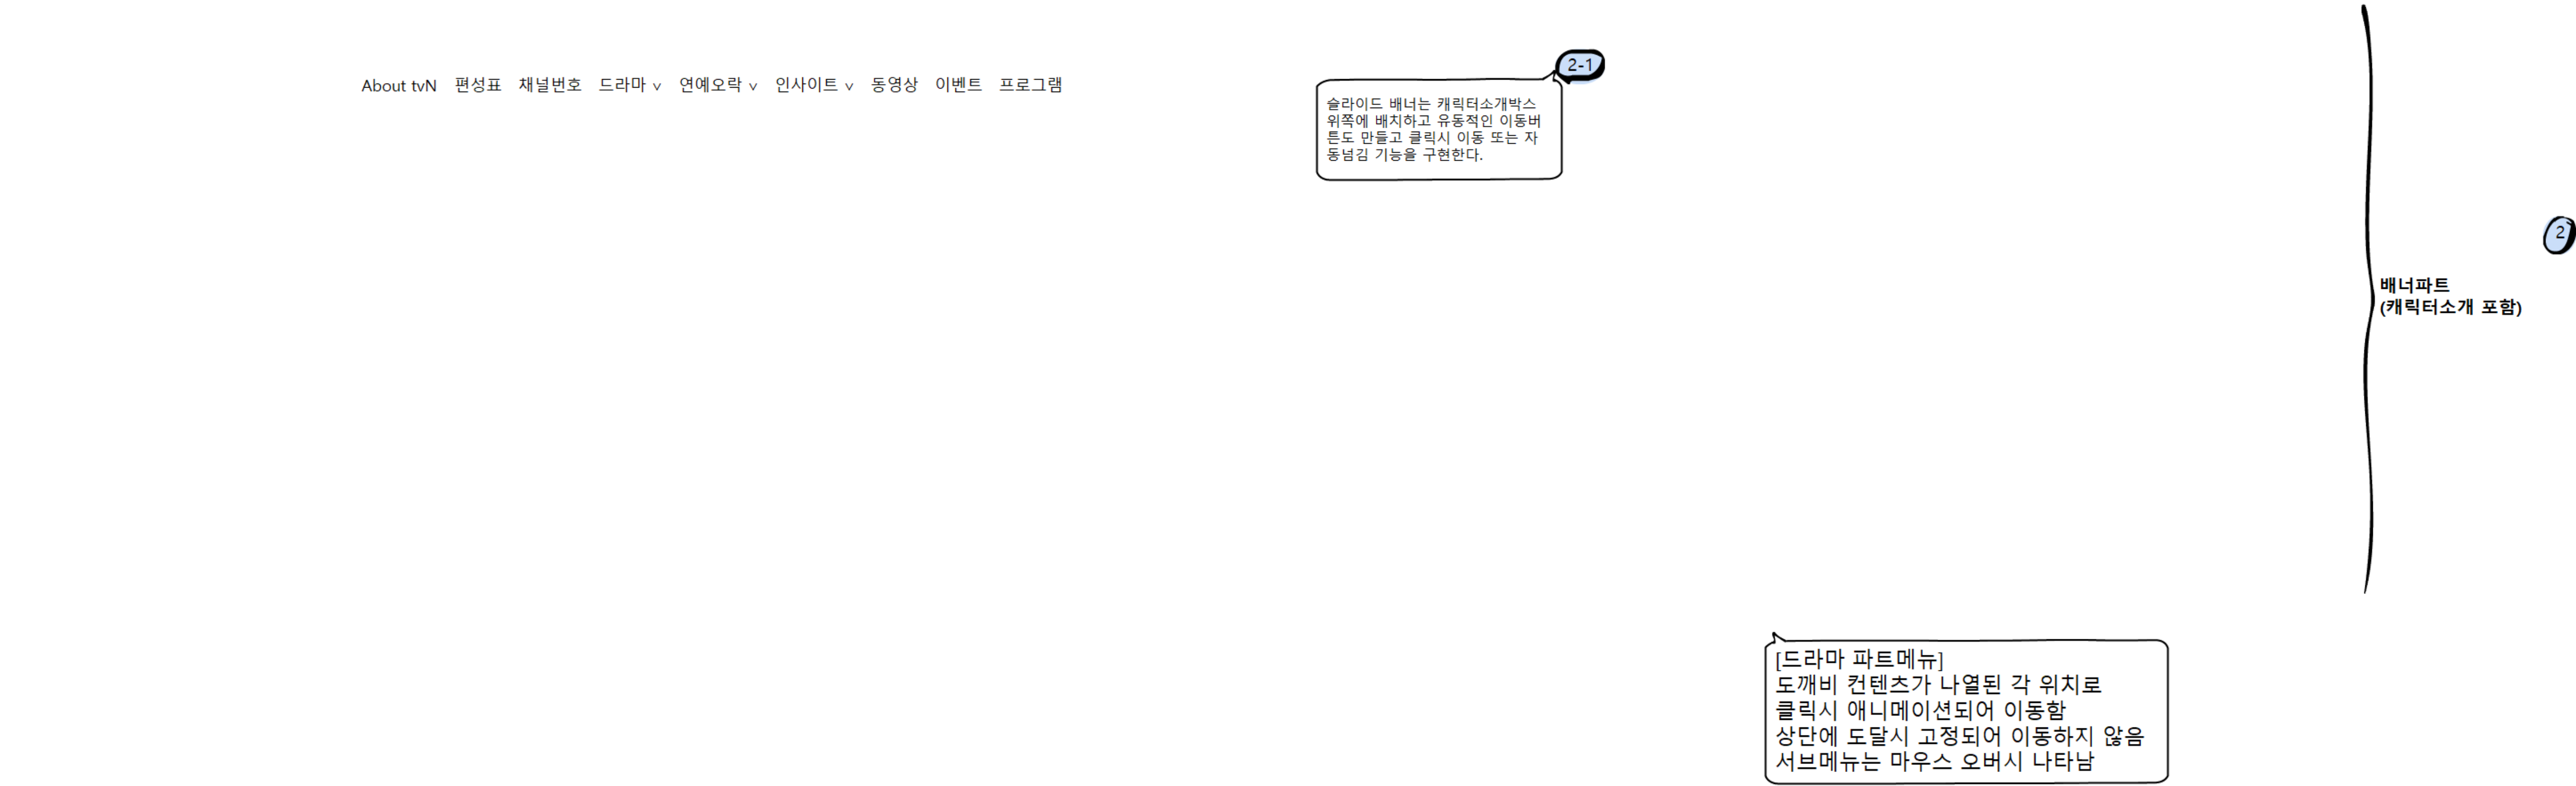 About tvN 편성표 채널번호 드라마 ∨ 연예오락 ∨ 인사이트 ∨ 동영상 이벤트 프로그램
2-1
슬라이드 배너는 캐릭터소개박스
위쪽에 배치하고 유동적인 이동버
튼도 만들고 클릭시 이동 또는 자
동넘김 기능을 구현한다.
2
배너파트
(캐릭터소개 포함)
[드라마 파트메뉴]
도깨비 컨텐츠가 나열된 각 위치로
클릭시 애니메이션되어 이동함
상단에 도달시 고정되어 이동하지 않음
서브메뉴는 마우스 오버시 나타남